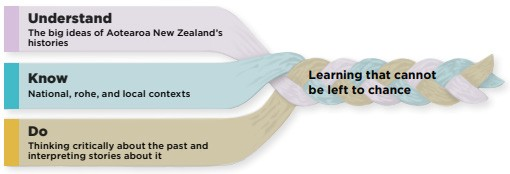 Understand
The big ideas of Aotearoa New Zealand's
histories
Know
National, rohe, and local contexts
Do
Thinking critically about the past and
interpreting stories about it
Learning that cannot
be left to chance